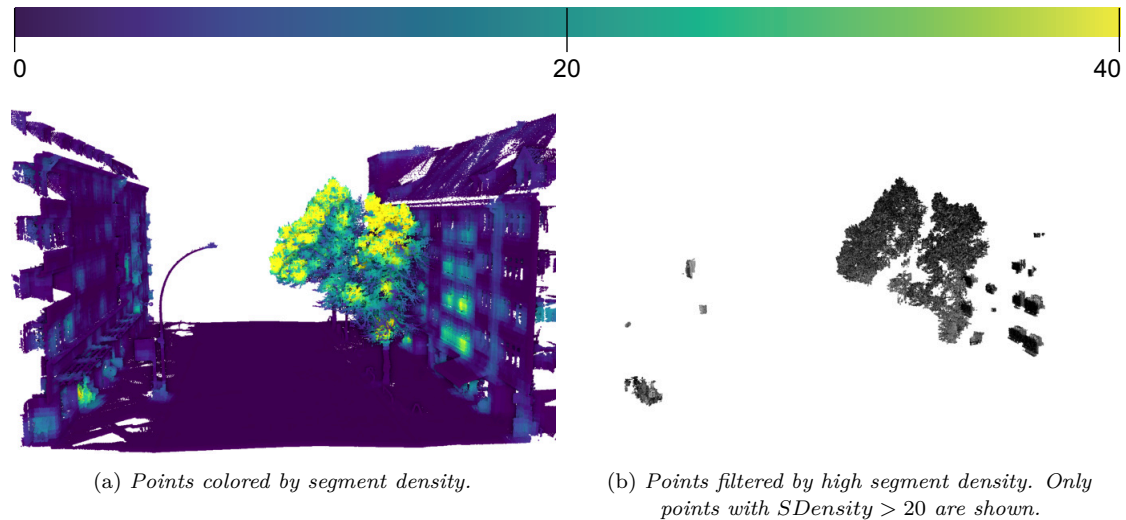 0 20 40
(a) Points colored by segment density.
(b) Points filtered by high segment density. Only
points with SDensity > 20 are shown.